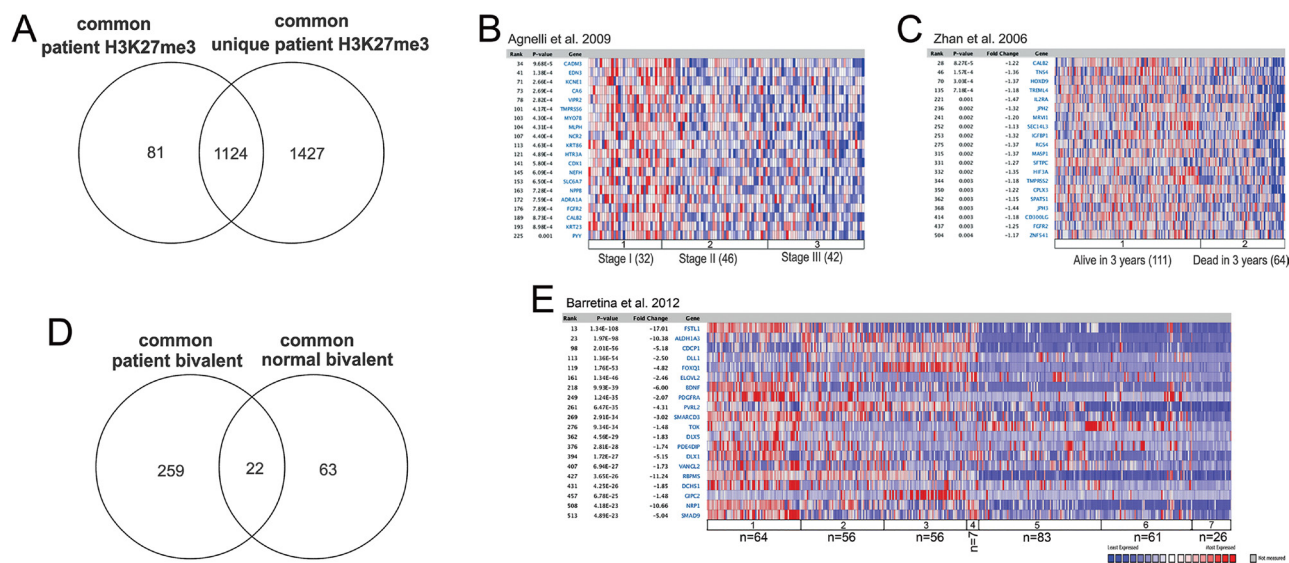 A
common
patient H3K27me3
common
unique patient H3K27me3
81
1124
1427
B
Agnelli et al. 2009
Rank P-value Gene
34 9.68E-5 CADM1
41 1.38E-4 EDN3
71 2.66E-4 KCNE1
73 2.69E-4 CA6
78 2.82E-4 VIPR2
101 4.17E-4 TMPRSS6
103 4.30E-4 MYO7B
104 4.31E-4 MLPH
107 4.40E-4 NCR2
113 4.63E-4 KRT86
121 4.89E-4 HTR3A
141 5.80E-4 CDX1
145 6.09E-4 NEFH
153 6.50E-4 SLC6A7
163 7.28E-4 NPPB
172 7.59E-4 ADRA1A
176 7.89E-4 FGFR2
189 8.73E-4 CALB2
193 8.98E-4 KRT23
225 0.001 PYY
1 2 3
Stage I (32) Stage II (46) Stage III (42)
C
Zhan et al. 2006
Rank P-value Fold Change Gene
28 8.27E-5 -1.22 CALB2
46 1.57E-4 -1.36 TNS4
70 3.03E-4 -1.37 HOXD9
135 7.18E-4 -1.18 TREML4
221 0.001 -1.47 IL2RA
236 0.002 -1.32 JPH2
241 0.002 -1.20 MRVI1
252 0.002 -1.13 SEC14L3
253 0.002 -1.32 IGFBP1
275 0.002 -1.37 RGS4
315 0.002 -1.37 MASP1
331 0.002 -1.27 SFTPC
332 0.002 -1.35 HIF3A
344 0.003 -1.18 TMPRSS2
350 0.003 -1.22 CPLX3
362 0.003 -1.15 SPATS1
368 0.003 -1.44 JPH3
414 0.003 -1.18 CD300LG
437 0.003 -1.25 FGFR2
504 0.004 -1.17 ZNF541
1 2
Alive in 3 years (111) Dead in 3 years (64)
D
common
patient bivalent
common
normal bivalent
259
22
63
E
Barretina et al. 2012
Rank P-value Fold Change Gene
13 1.34E-108 -17.01 FSTL1
23 1.97E-98 -10.38 ALDH1A3
98 2.01E-56 -5.18 CDCP1
113 1.36E-54 -2.50 DLL1
119 1.76E-53 -4.82 FOXQ1
161 1.34E-46 -2.46 ELOVL2
218 9.93E-39 -6.00 BDNF
249 1.24E-35 -2.07 PDGFRA
261 6.47E-35 -4.31 PVRL2
269 2.91E-34 -3.02 SMARCD3
276 9.34E-34 -1.48 TOX
362 4.56E-29 -1.83 DLX5
376 2.81E-28 -1.74 PDE4DIP
394 1.72E-27 -5.15 DLX1
407 6.94E-27 -1.73 VANGL2
427 3.65E-26 -11.24 RBPMS
431 4.25E-26 -1.85 DCHS1
457 6.78E-25 -1.48 GIPC2
508 4.18E-23 -10.66 NRP1
513 4.89E-23 -5.04 SMAD9
1 2 3 4 5 6 7
n=64 n=56 n=56 n=7 n=83 n=61 n=26
Least Expressed Most Expressed
Not measured